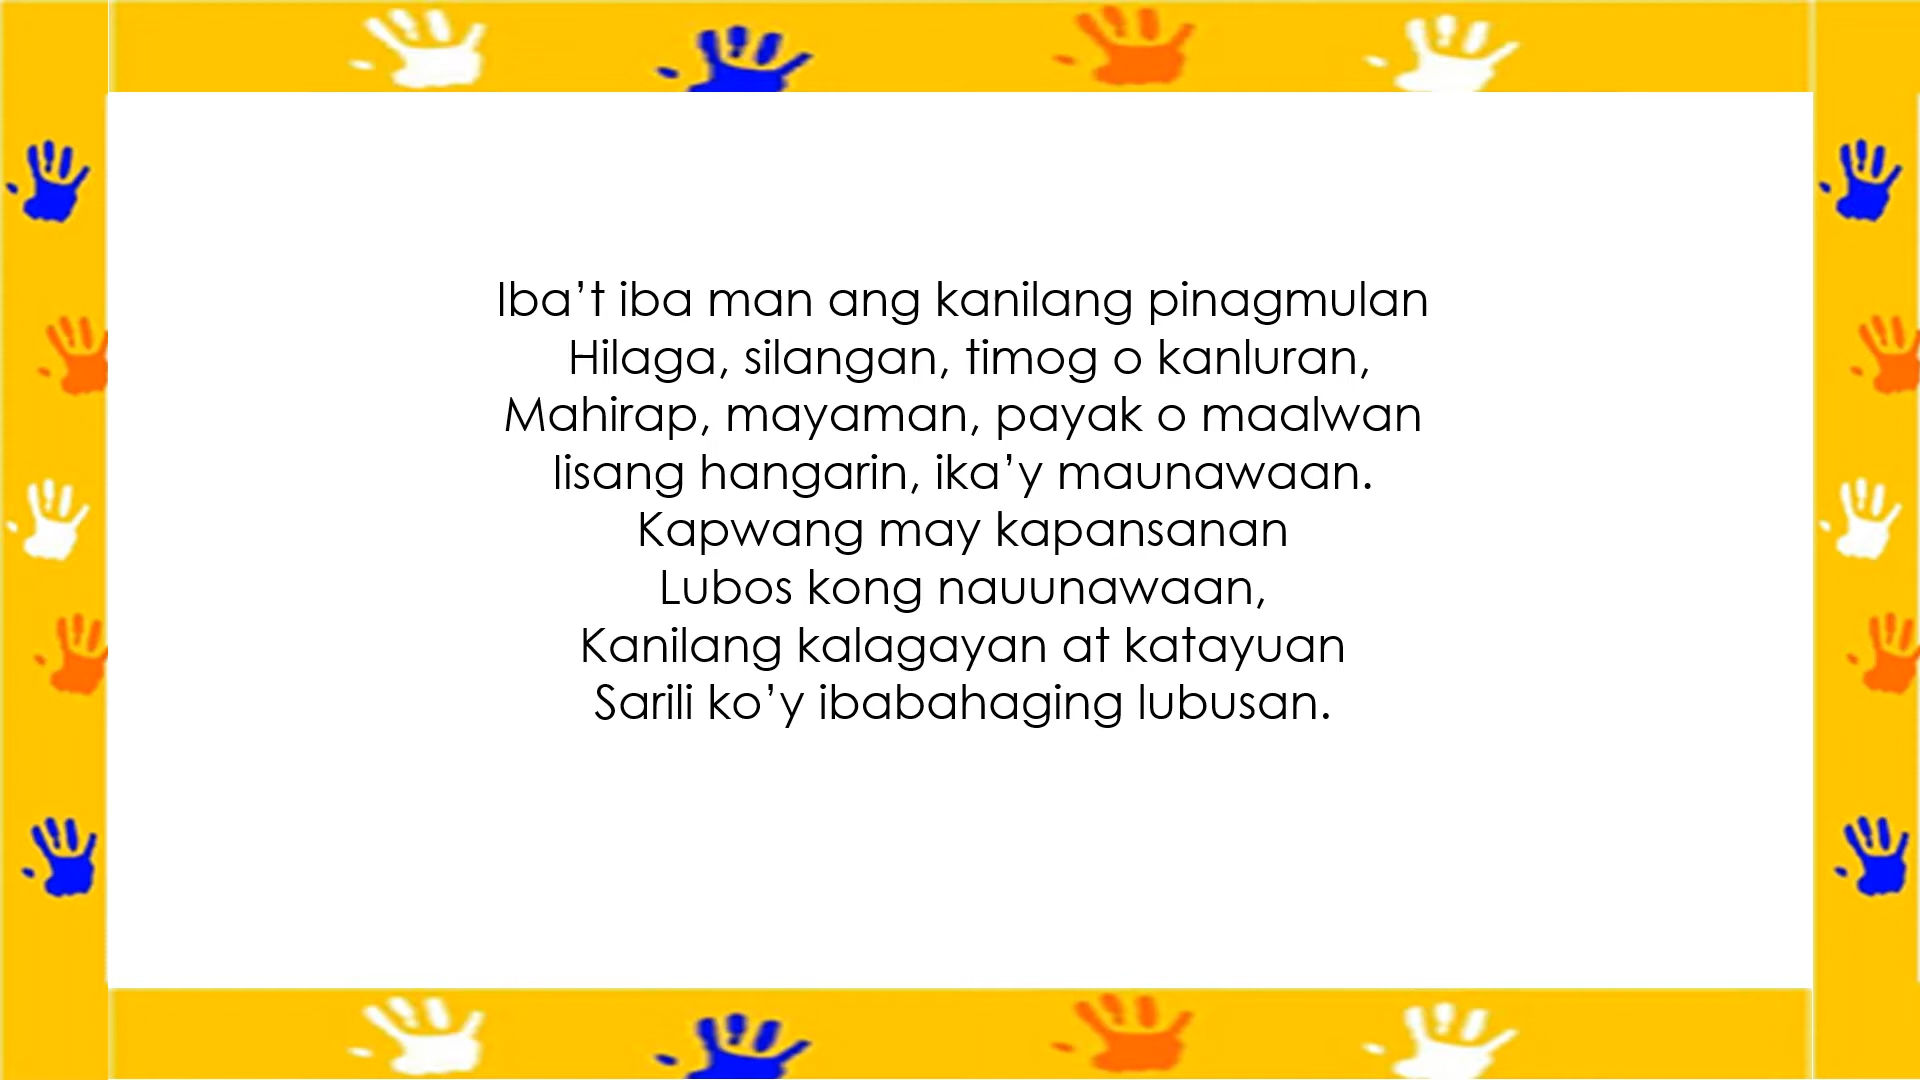 Iba’t iba man ang kanilang pinagmulan
Hilaga, silangan, timog o kanluran,
Mahirap, mayaman, payak o maalwan
Iisang hangarin, ika’y maunawaan.
Kapwang may kapansanan
Lubos kong nauunawaan,
Kanilang kalagayan at katayuan
Sarili ko’y ibabahaging lubusan.